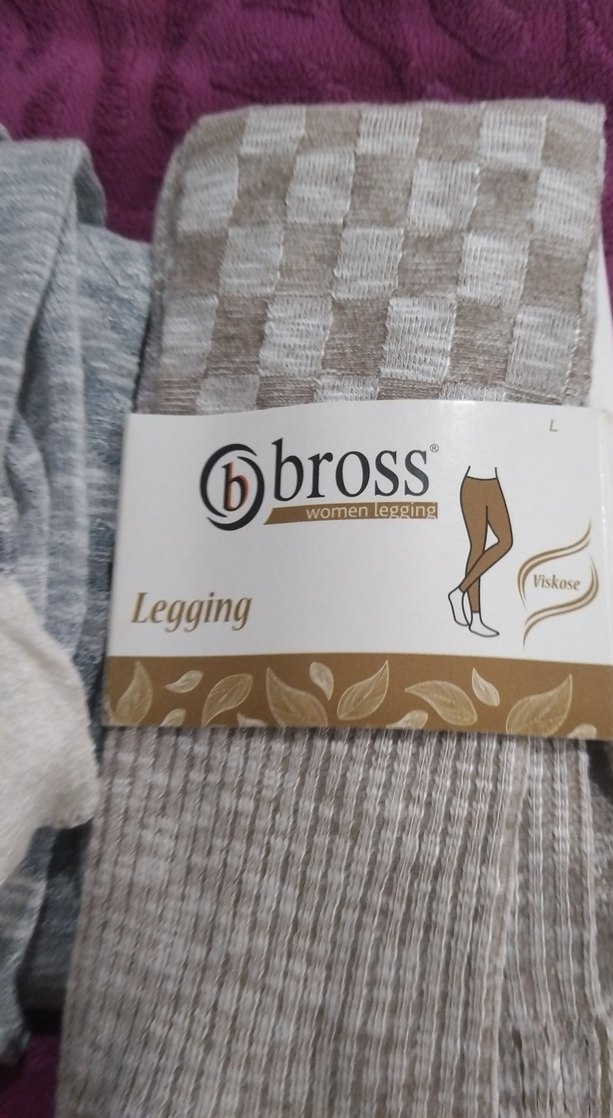 L
b bross®
women legging
Legging
Viskose